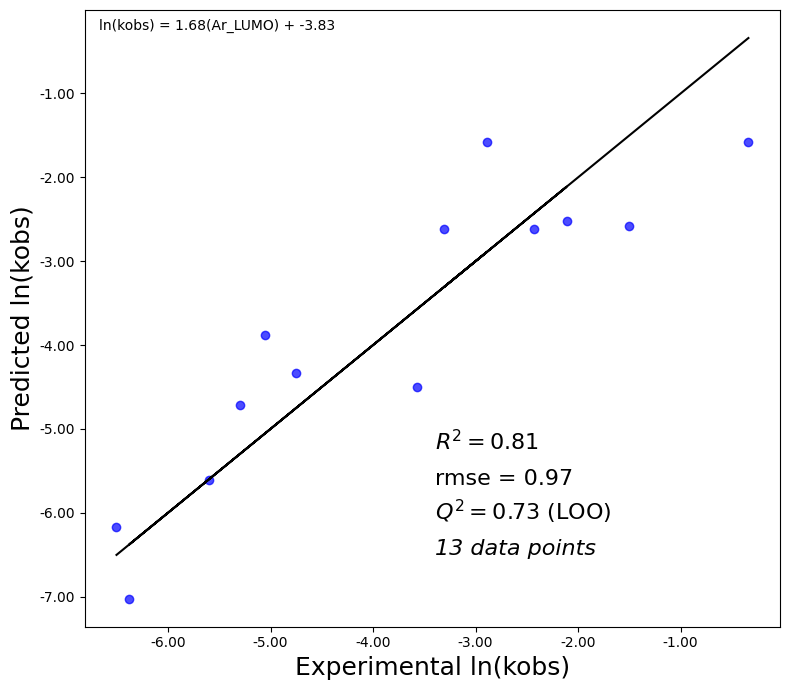 ln(kobs) = 1.68(Ar_LUMO) + -3.83
Predicted ln(kobs)
-1.00
-2.00
-3.00
-4.00
-5.00
-6.00
-7.00
R² = 0.81
rmse = 0.97
Q² = 0.73 (LOO)
13 data points
-6.00 -5.00 -4.00 -3.00 -2.00 -1.00
Experimental ln(kobs)